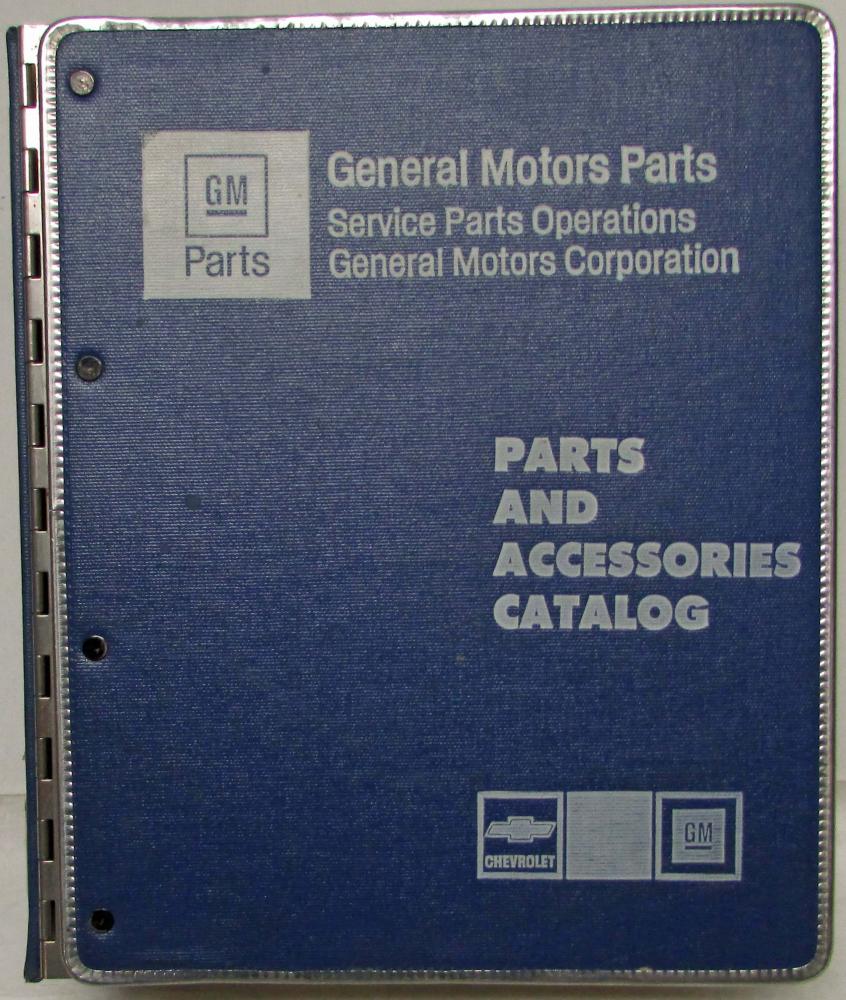 GM
Parts
General Motors Parts
Service Parts Operations
General Motors Corporation
PARTS
AND
ACCESSORIES
CATALOG
CHEVROLET
GM